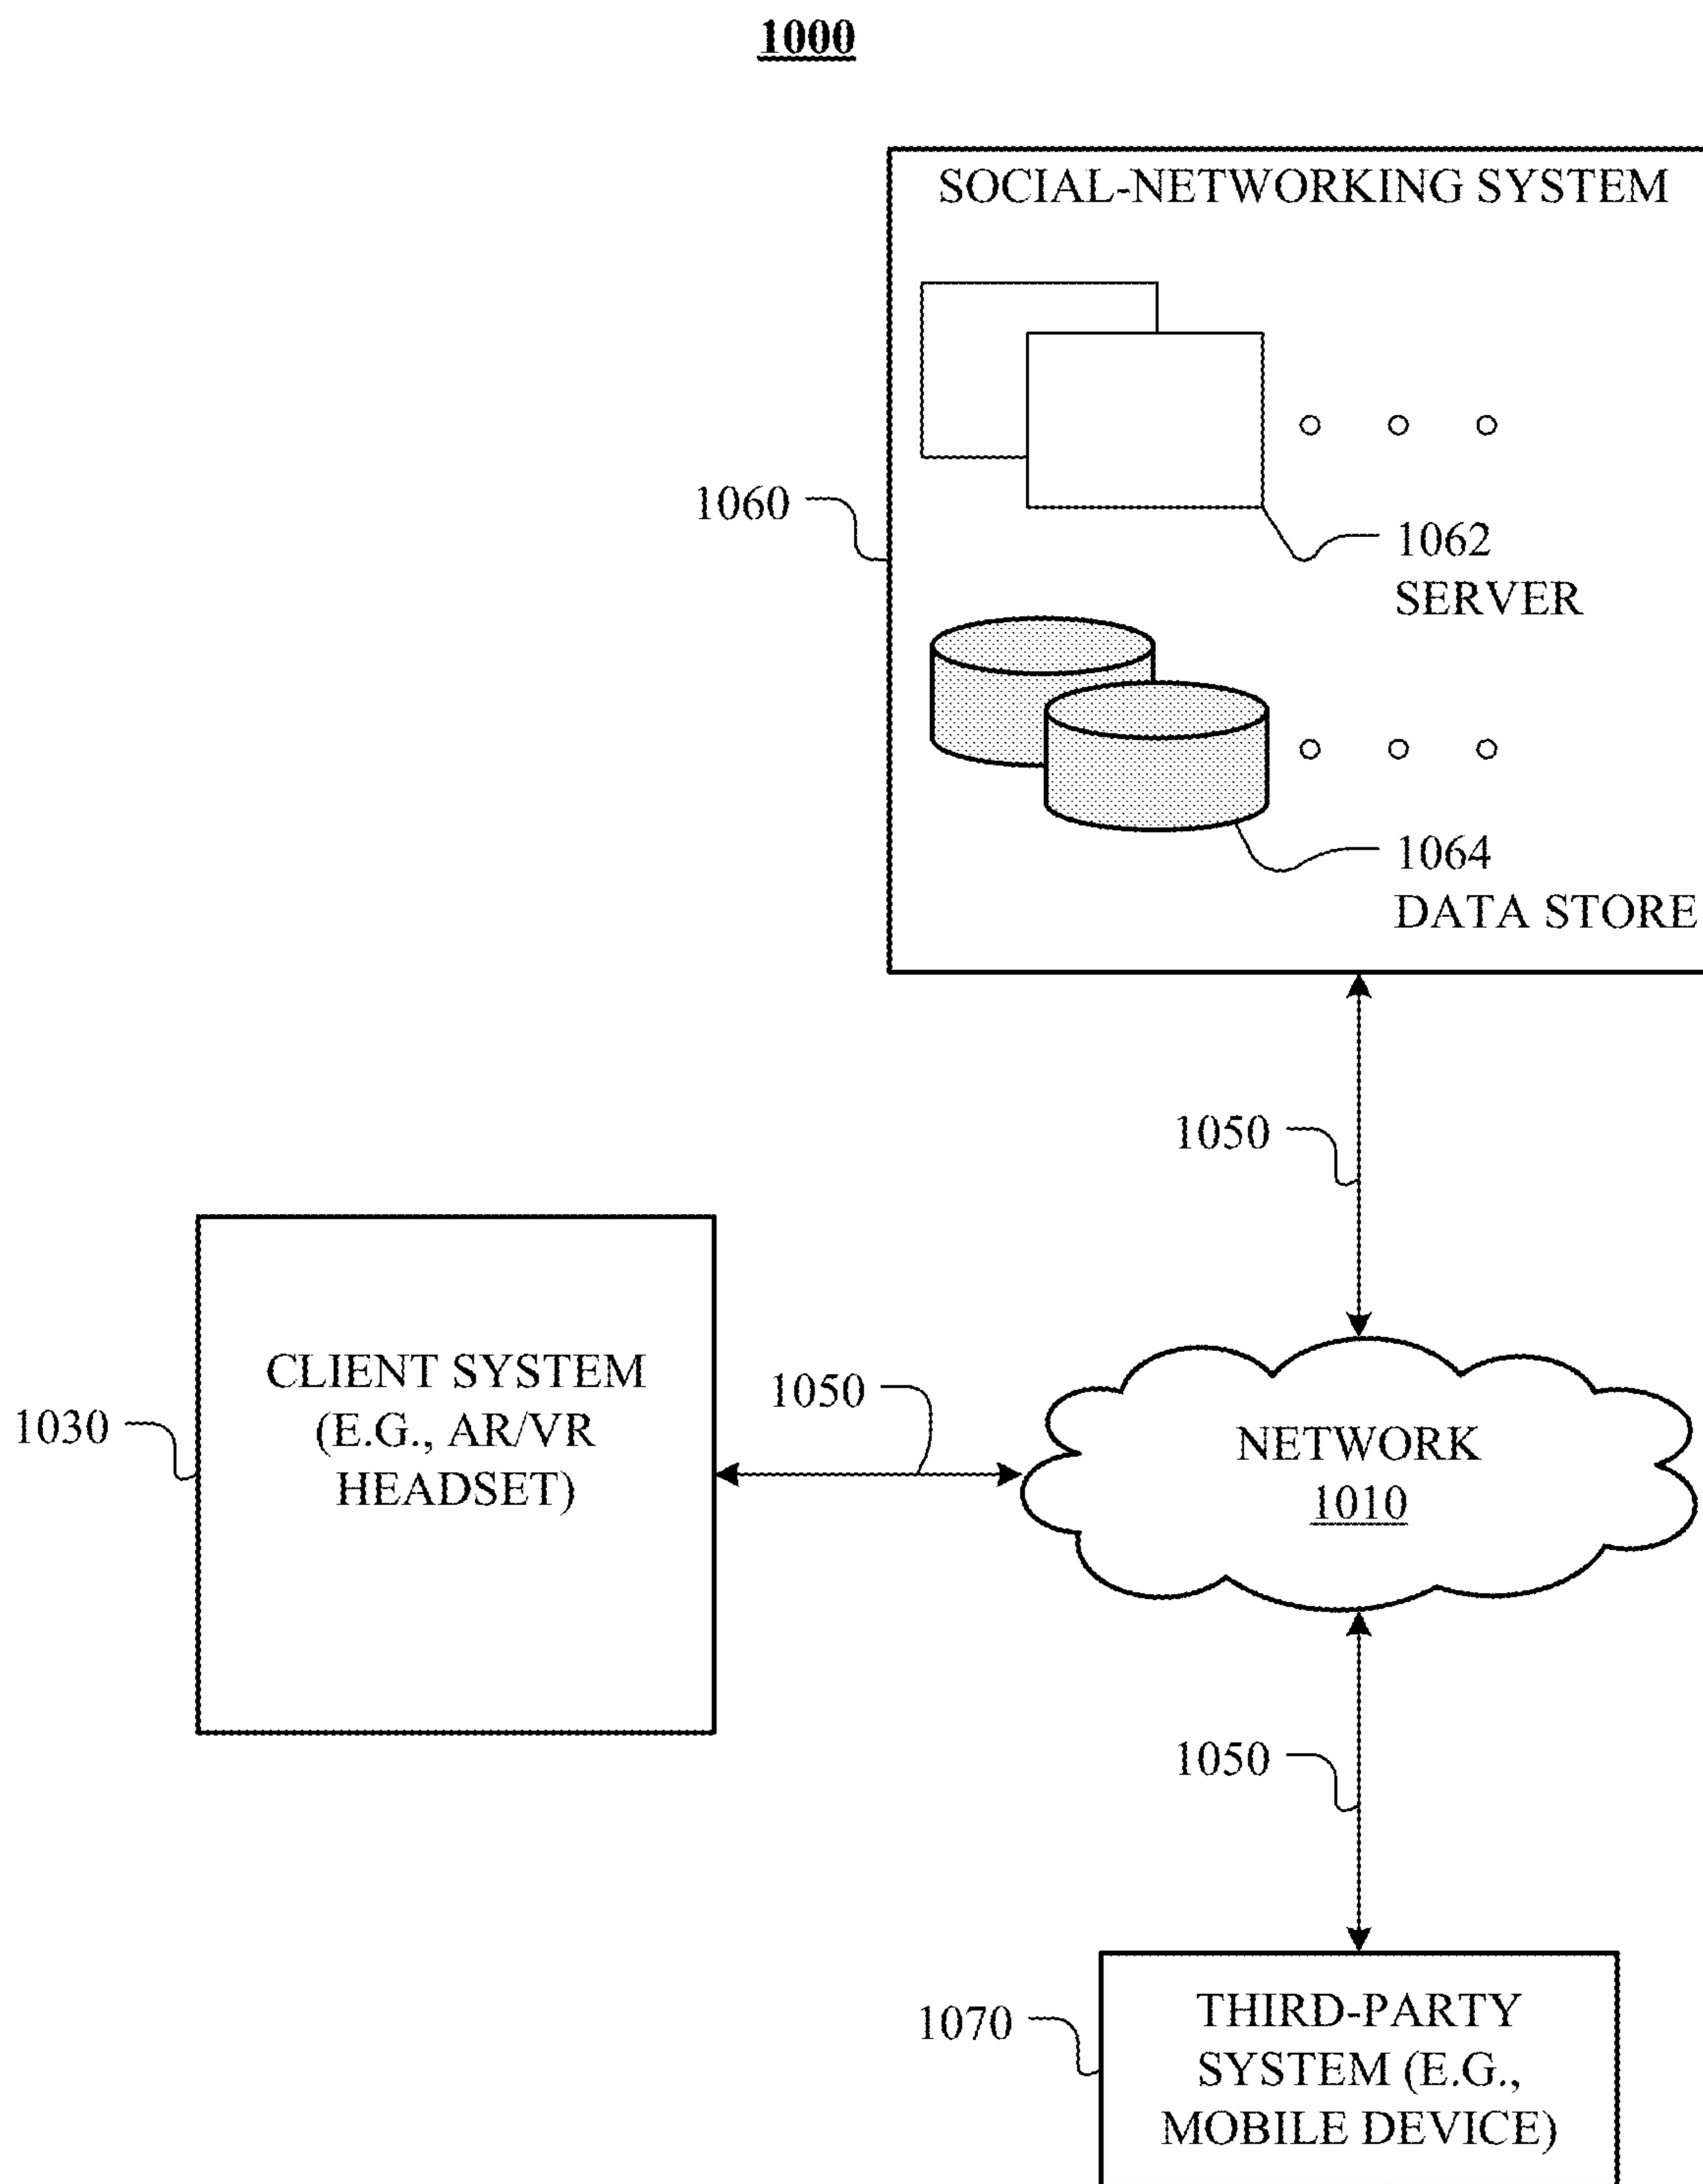 1000
SOCIAL-NETWORKING SYSTEM
1060
1062
SERVER
1064
DATA STORE
1050
CLIENT SYSTEM
(E.G., AR/VR
HEADSET)
1030
1050
NETWORK
1010
1050
1070
THIRD-PARTY
SYSTEM (E.G.,
MOBILE DEVICE)